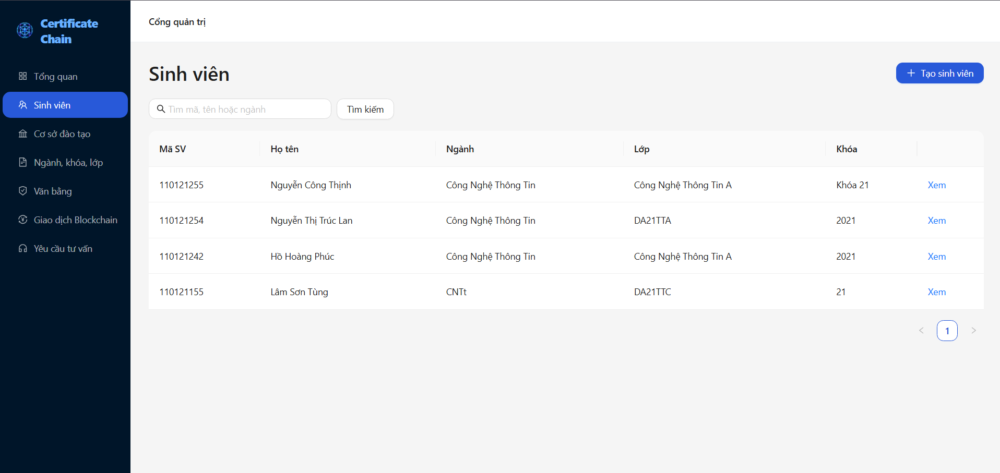 Certificate
Chain
Cổng quản trị
Tổng quan
Sinh viên
Cơ sở đào tạo
Ngành, khóa, lớp
Văn bằng
Giao dịch Blockchain
Yêu cầu tư vấn
Sinh viên
Tạo sinh viên
Tìm mã, tên hoặc ngành
Tìm kiếm
Mã SV Họ tên Ngành Lớp Khóa
110121255 Nguyễn Công Thịnh Công Nghệ Thông Tin Công Nghệ Thông Tin A Khóa 21 Xem
110121254 Nguyễn Thị Trúc Lan Công Nghệ Thông Tin DA21TTA 2021 Xem
110121242 Hồ Hoàng Phúc Công Nghệ Thông Tin Công Nghệ Thông Tin A 2021 Xem
110121155 Lâm Sơn Tùng CNTt DA21TTC 21 Xem
< 1 >